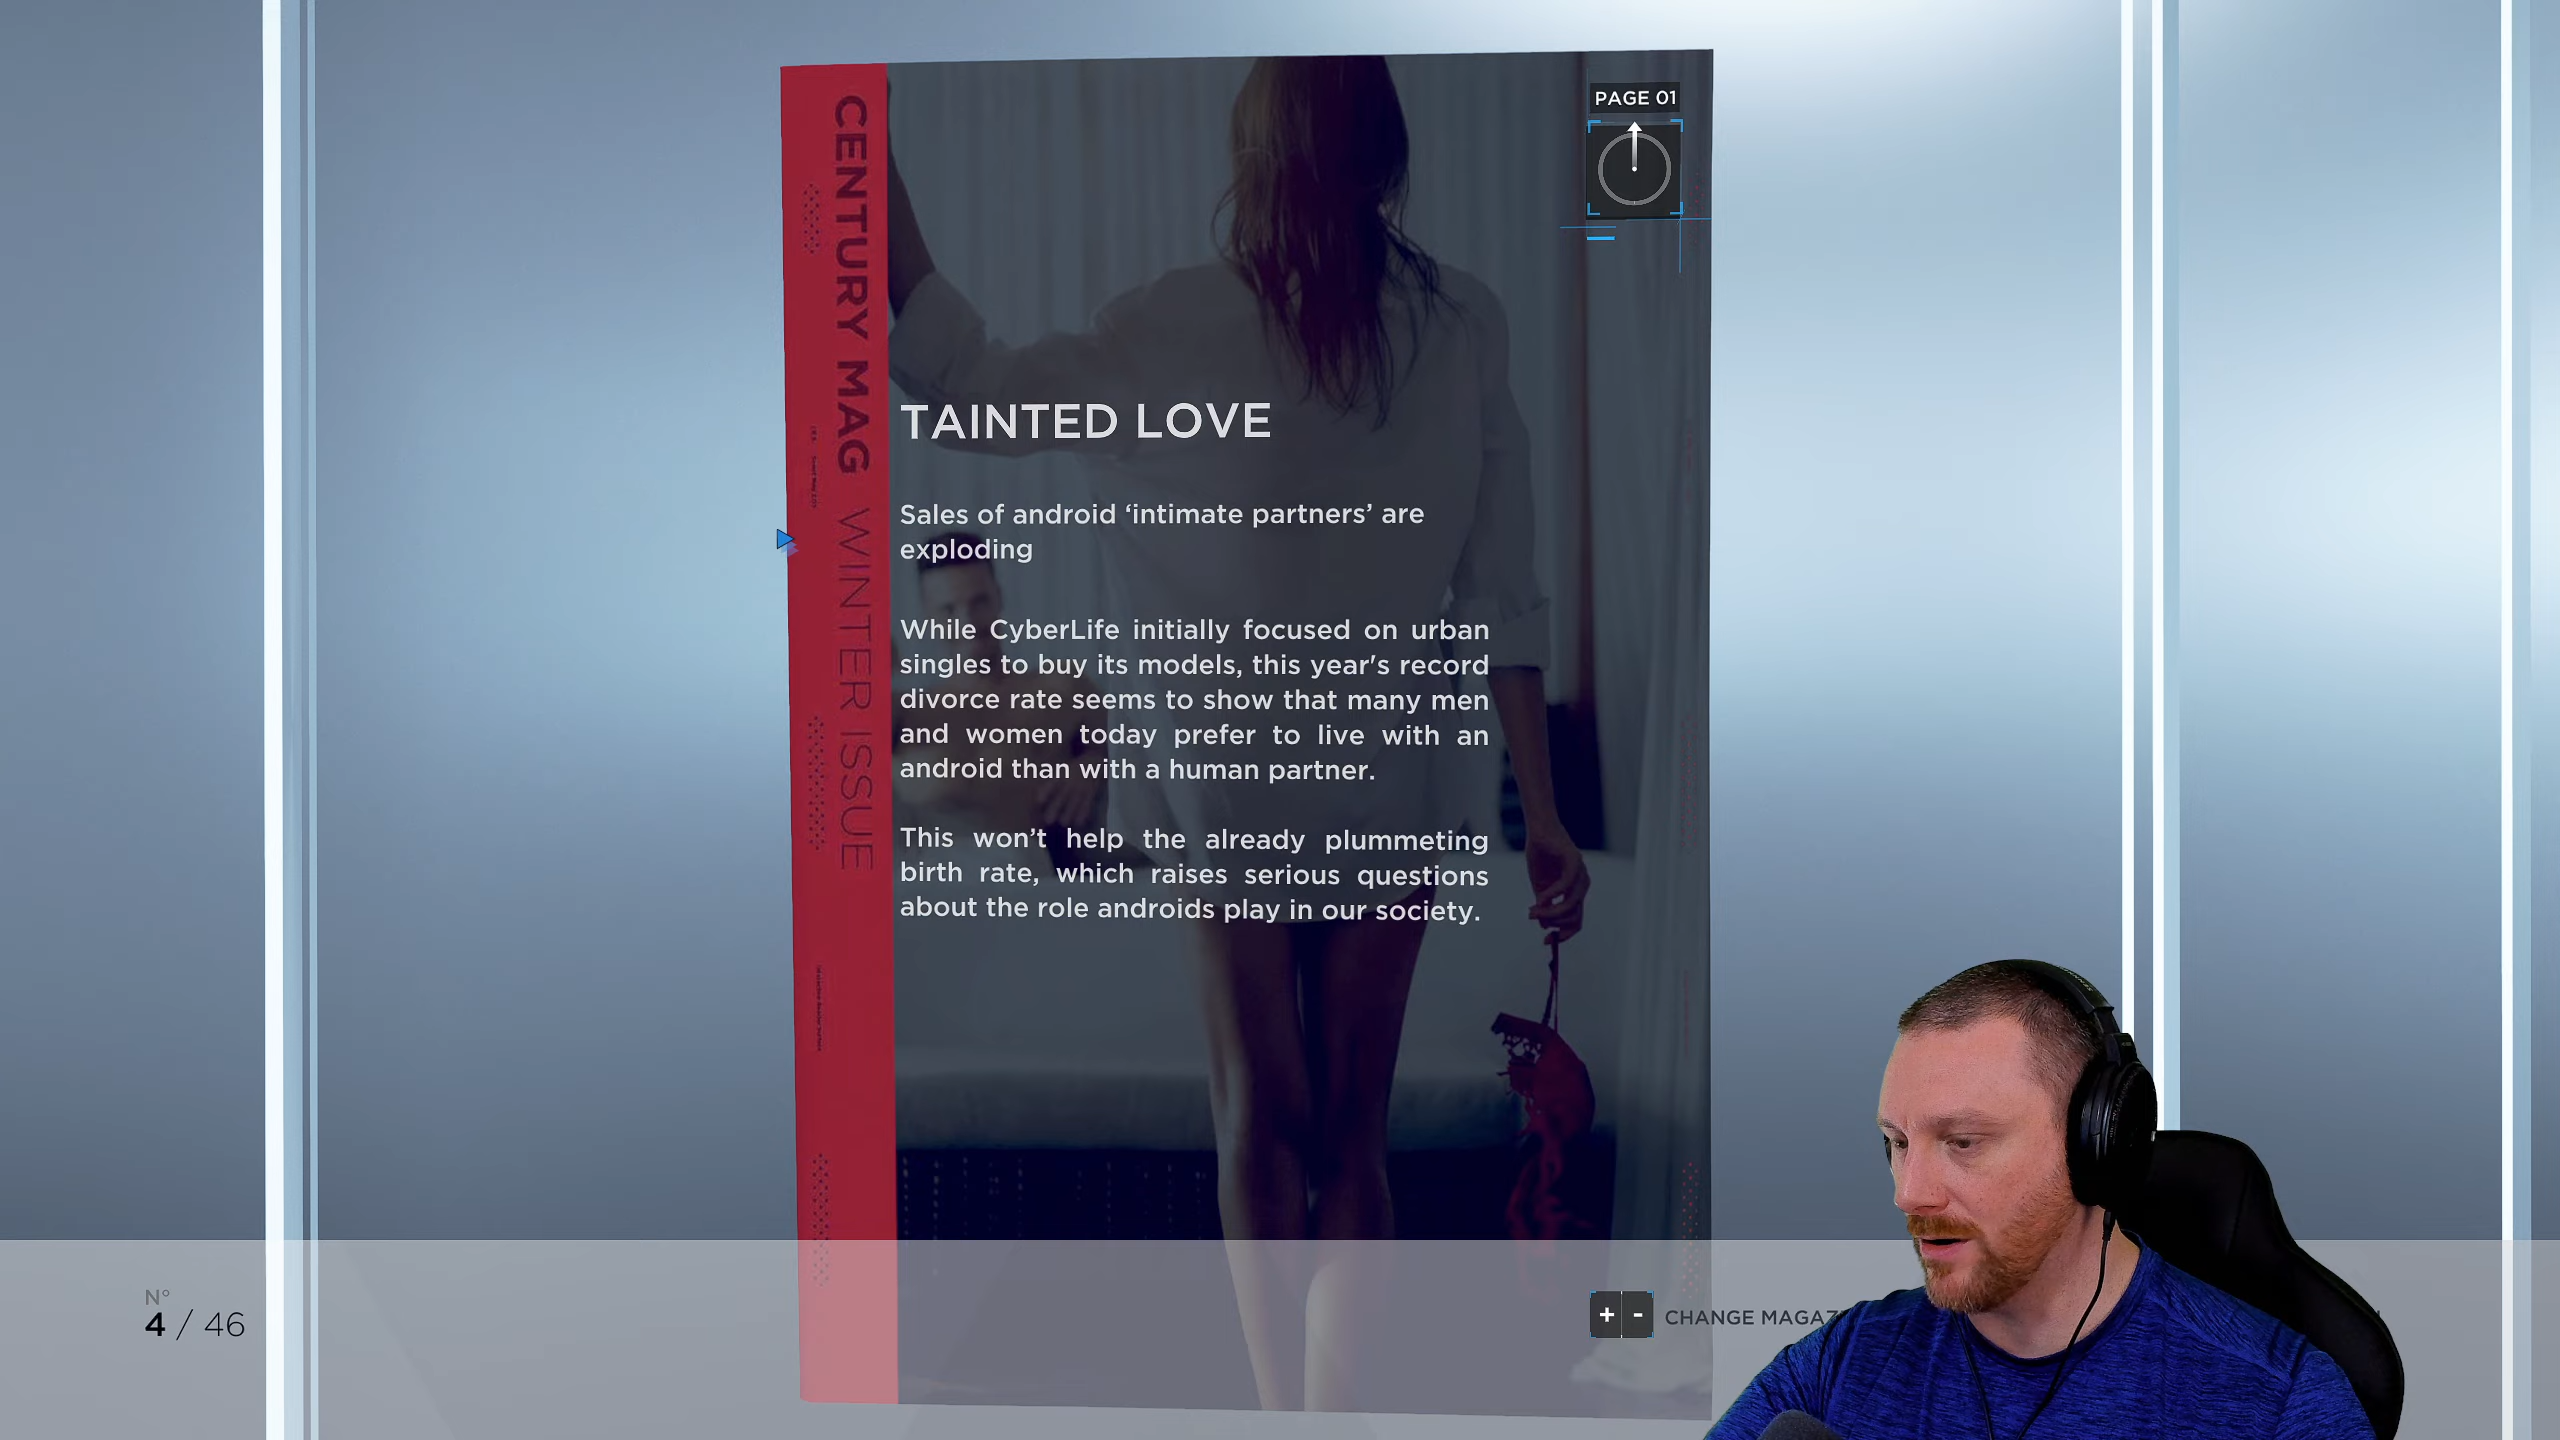 CENTURY MAG WINTER ISSUE
PAGE 01
TAINTED LOVE
Sales of android ‘intimate partners’ are
exploding
While CyberLife initially focused on urban
singles to buy its models, this year's record
divorce rate seems to show that many men
and women today prefer to live with an
android than with a human partner.
This won’t help the already plummeting
birth rate, which raises serious questions
about the role androids play in our society.
N°
4 / 46
+ -
CHANGE